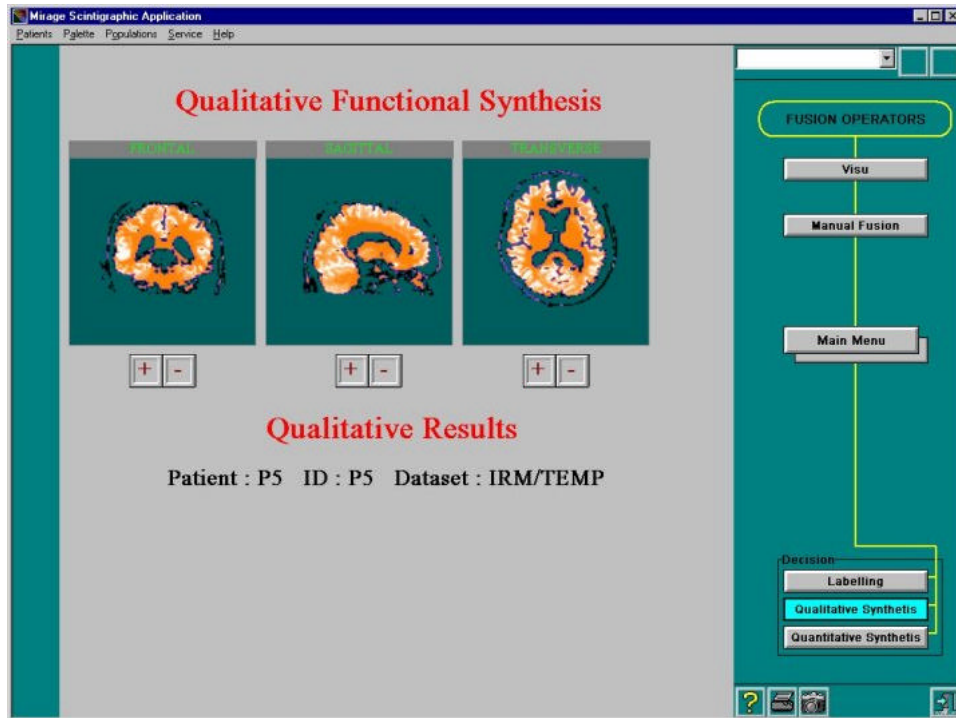 Mirage Scintigraphic Application
Patients Palette Populations Service Help
Qualitative Functional Synthesis
FRONTAL SAGITTAL TRANSVERSE
+ - + - + -
Qualitative Results
Patient : P5 ID : P5 Dataset : IRM/TEMP
FUSION OPERATORS
Visu
Manual Fusion
Main Menu
Decision
Labelling
Qualitative Synthetis
Quantitative Synthetis
?